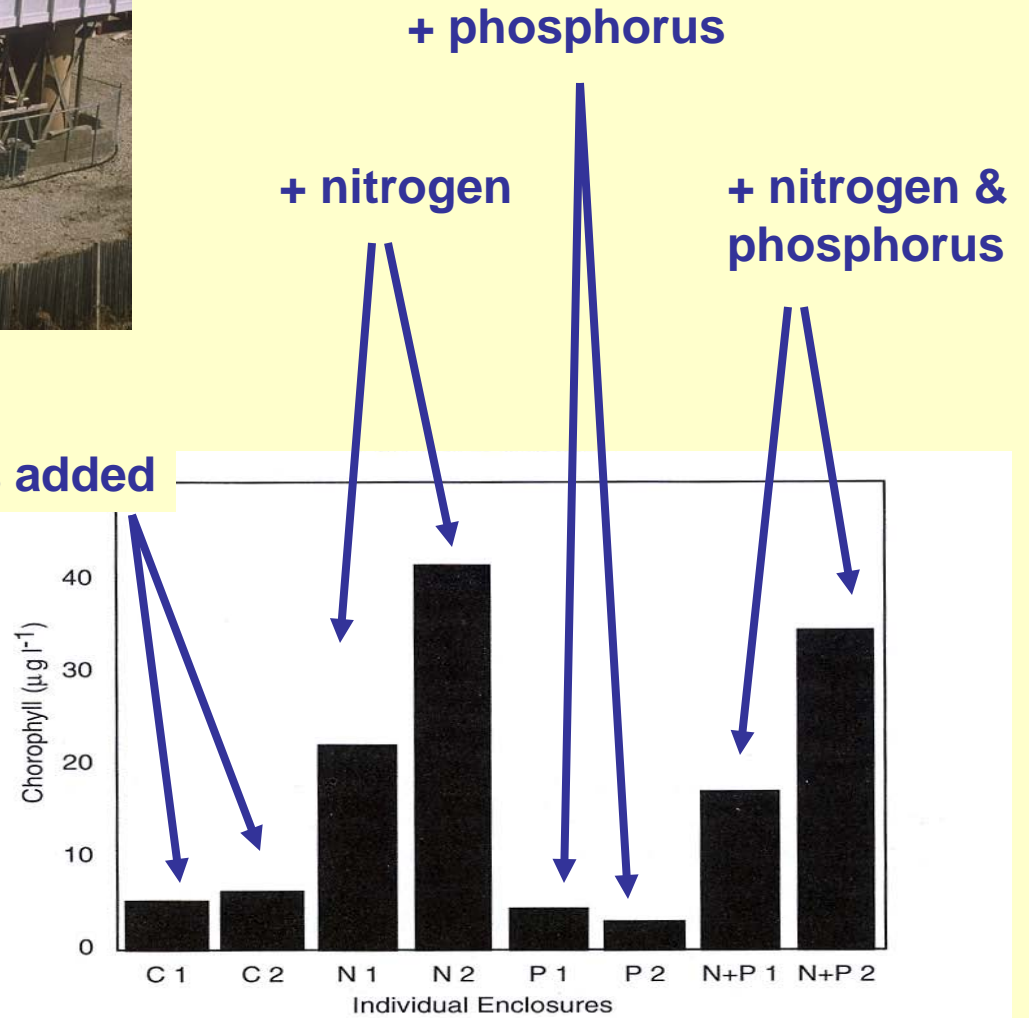 + phosphorus
+ nitrogen
+ nitrogen &
phosphorus
added
40
30
20
10
0
Chorophyll (µg l-1)
C 1 C 2 N 1 N 2 P 1 P 2 N+P 1 N+P 2
Individual Enclosures